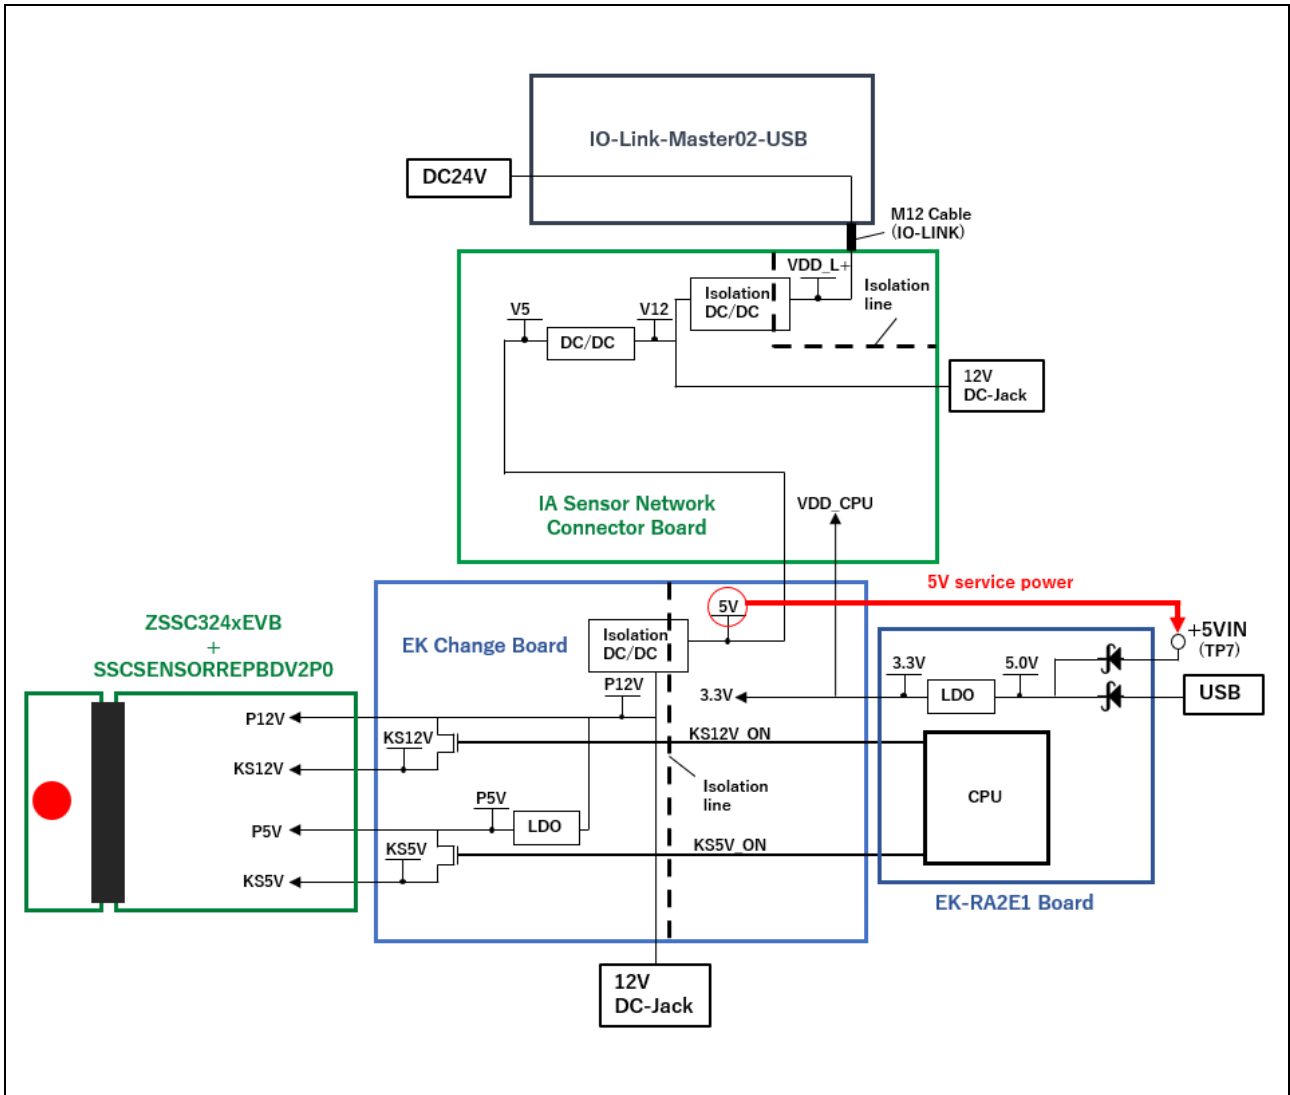 IO-Link-Master02-USB
DC24V
M12 Cable
(IO-LINK)
VDD_L+
Isolation
DC/DC
Isolation
line
V5
V12
DC/DC
12V
DC-Jack
IA Sensor Network
Connector Board
VDD_CPU
5V service power
5V
+5VIN
(TP7)
ZSSC324xEVB
+
SSCSENSORREPBDV2P0
EK Change Board
Isolation
DC/DC
3.3V
5.0V
LDO
USB
P12V
3.3V
P12V
KS12V
KS12V_ON
KS12V
Isolation
line
CPU
P5V
LDO
P5V
KS5V
KS5V_ON
KS5V
EK-RA2E1 Board
12V
DC-Jack